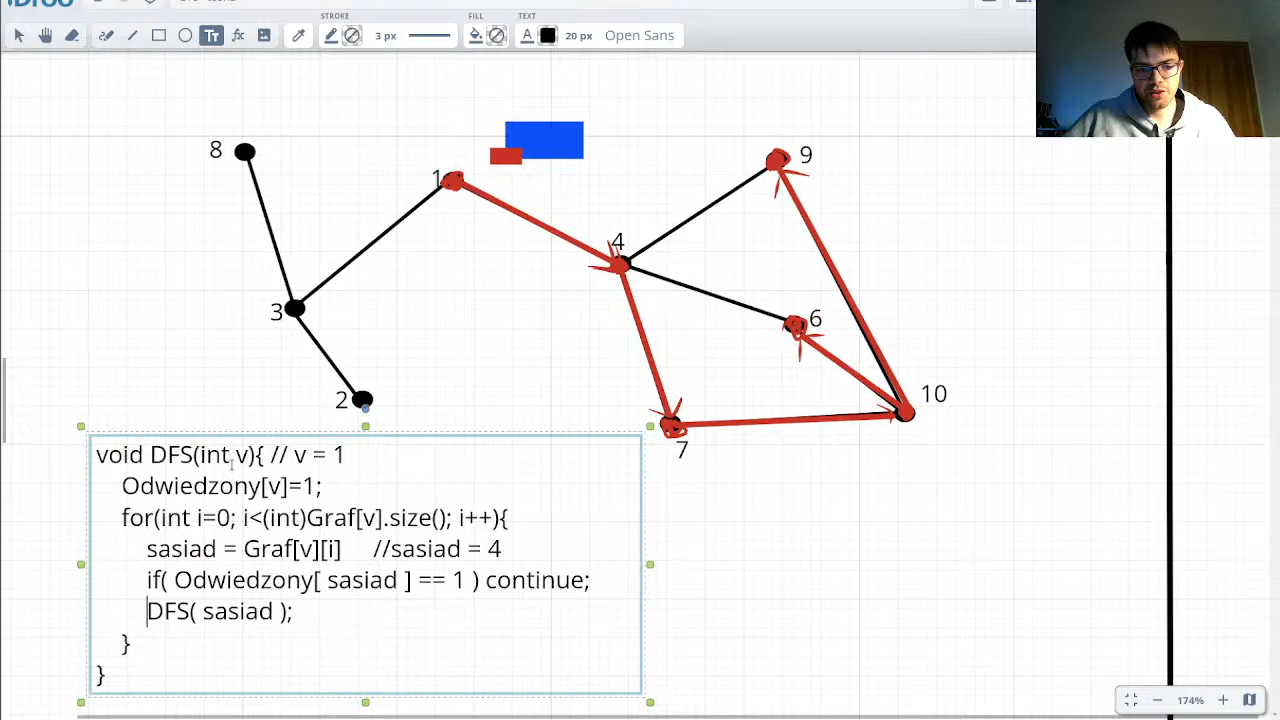 STROKE
FILL
TEXT
3 px
20 px
Open Sans
8
1
9
4
3
6
2
10
7
void DFS(int v){ // v = 1
Odwiedzony[v]=1;
for(int i=0; i<(int)Graf[v].size(); i++){
sasiad = Graf[v][i] //sasiad = 4
if( Odwiedzony[ sasiad ] == 1 ) continue;
DFS( sasiad );
}
}
174%